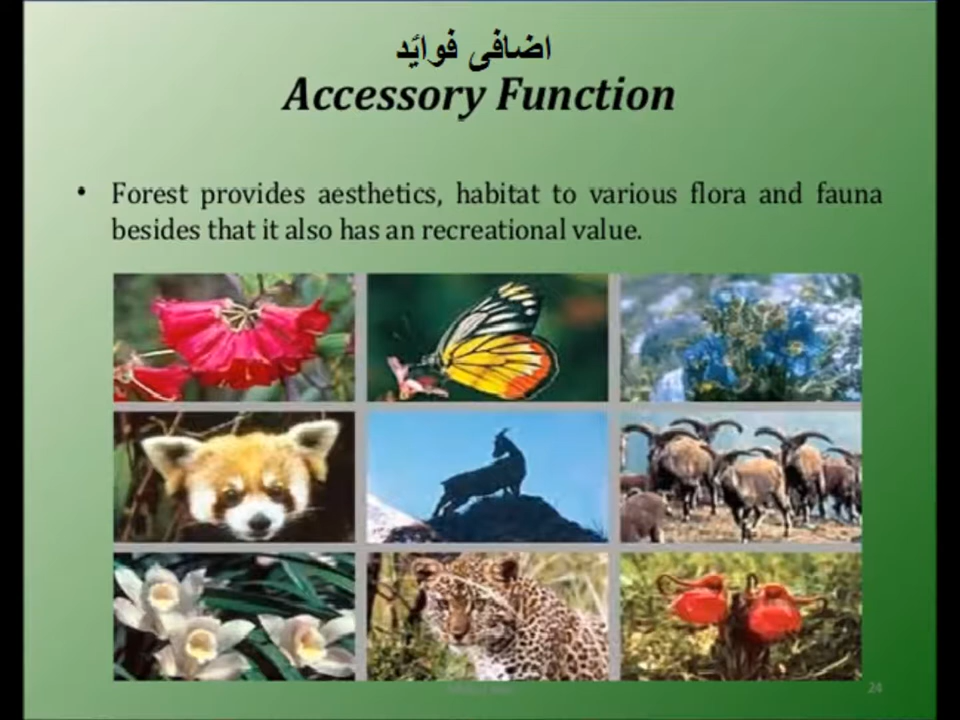 اضافی فوائد
Accessory Function
• Forest provides aesthetics, habitat to various flora and fauna
besides that it also has an recreational value.
24